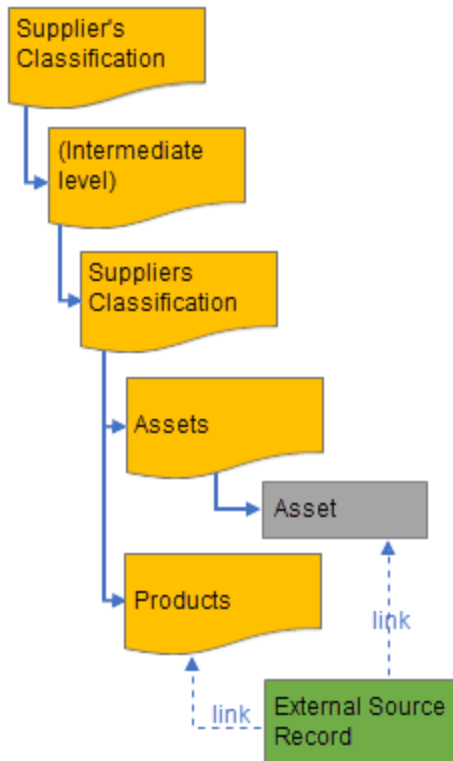 Supplier's
Classification
(Intermediate
level)
Suppliers
Classification
Assets
Asset
Products
link
link
External Source
Record